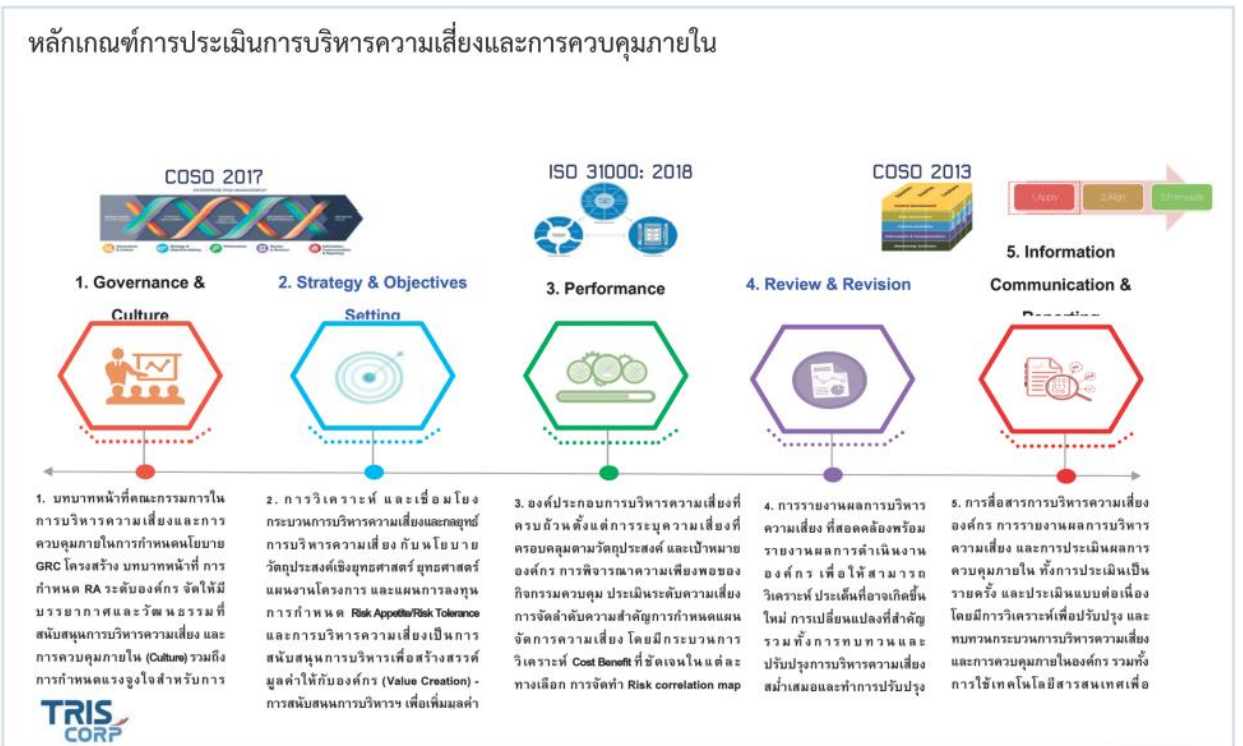 หลักเกณฑ์การประเมินการบริหารความเสี่ยงและการควบคุมภายใน
COSO 2017
ENTERPRISE RISK MANAGEMENT
ISO 31000: 2018
COSO 2013
1.Apply
2.Align
3.Formulate
1. Governance &
Culture
2. Strategy & Objectives
Setting
3. Performance
4. Review & Revision
5. Information
Communication &
Reporting
1. บทบาทหน้าที่คณะกรรมการใน
การบริหารความเสี่ยงและการ
ควบคุมภายในการกำหนดนโยบาย
GRC โครงสร้าง บทบาทหน้าที่ การ
กำหนด RA ระดับองค์กร จัดให้มี
บรรยากาศและวัฒนธรรมที่
สนับสนุนการบริหารความเสี่ยง และ
การควบคุมภายใน (Culture) รวมถึง
การกำหนดแรงจูงใจสำหรับการ
2. การวิเคราะห์ และเชื่อมโยง
กระบวนการบริหารความเสี่ยงและกลยุทธ์
การบริหารความเสี่ยง กับนโยบาย
วัตถุประสงค์เชิงยุทธศาสตร์ ยุทธศาสตร์
แผนงานโครงการ และแผนการลงทุน
การกำหนด Risk Appetite/Risk Tolerance
และการบริหารความเสี่ยงเป็นการ
สนับสนุนการบริหารเพื่อสร้างสรรค์
มูลค่าให้กับองค์กร (Value Creation) -
การสนับสนุนการบริหารฯ เพื่อเพิ่มมูลค่า
3. องค์ประกอบการบริหารความเสี่ยงที่
ครบถ้วนตั้งแต่การระบุความเสี่ยงที่
ครอบคลุมตามวัตถุประสงค์ และเป้าหมาย
องค์กร การพิจารณาความเพียงพอของ
กิจกรรมควบคุม ประเมินระดับความเสี่ยง
การจัดลำดับความสำคัญการกำหนดแผน
จัดการความเสี่ยง โดยมีกระบวนการ
วิเคราะห์ Cost Benefit ที่ชัดเจนในแต่ละ
ทางเลือก การจัดทำ Risk correlation map
4. การรายงานผลการบริหาร
ความเสี่ยง ที่สอดคล้องพร้อม
รายงานผลการดำเนินงาน
องค์กร เพื่อให้สามารถ
วิเคราะห์ ประเด็นที่อาจเกิดขึ้น
ใหม่ การเปลี่ยนแปลงที่สำคัญ
รวมทั้งการทบทวนและ
ปรับปรุงการบริหารความเสี่ยง
สม่ำเสมอและทำการปรับปรุง
5. การสื่อสารการบริหารความเสี่ยง
องค์กร การรายงานผลการบริหาร
ความเสี่ยง และการประเมินผลการ
ควบคุมภายใน ทั้งการประเมินเป็น
รายครั้ง และประเมินแบบต่อเนื่อง
โดยมีการวิเคราะห์เพื่อปรับปรุง และ
ทบทวนกระบวนการบริหารความเสี่ยง
และการควบคุมภายในองค์กร รวมทั้ง
การใช้เทคโนโลยีสารสนเทศเพื่อ
TRIS
CORP